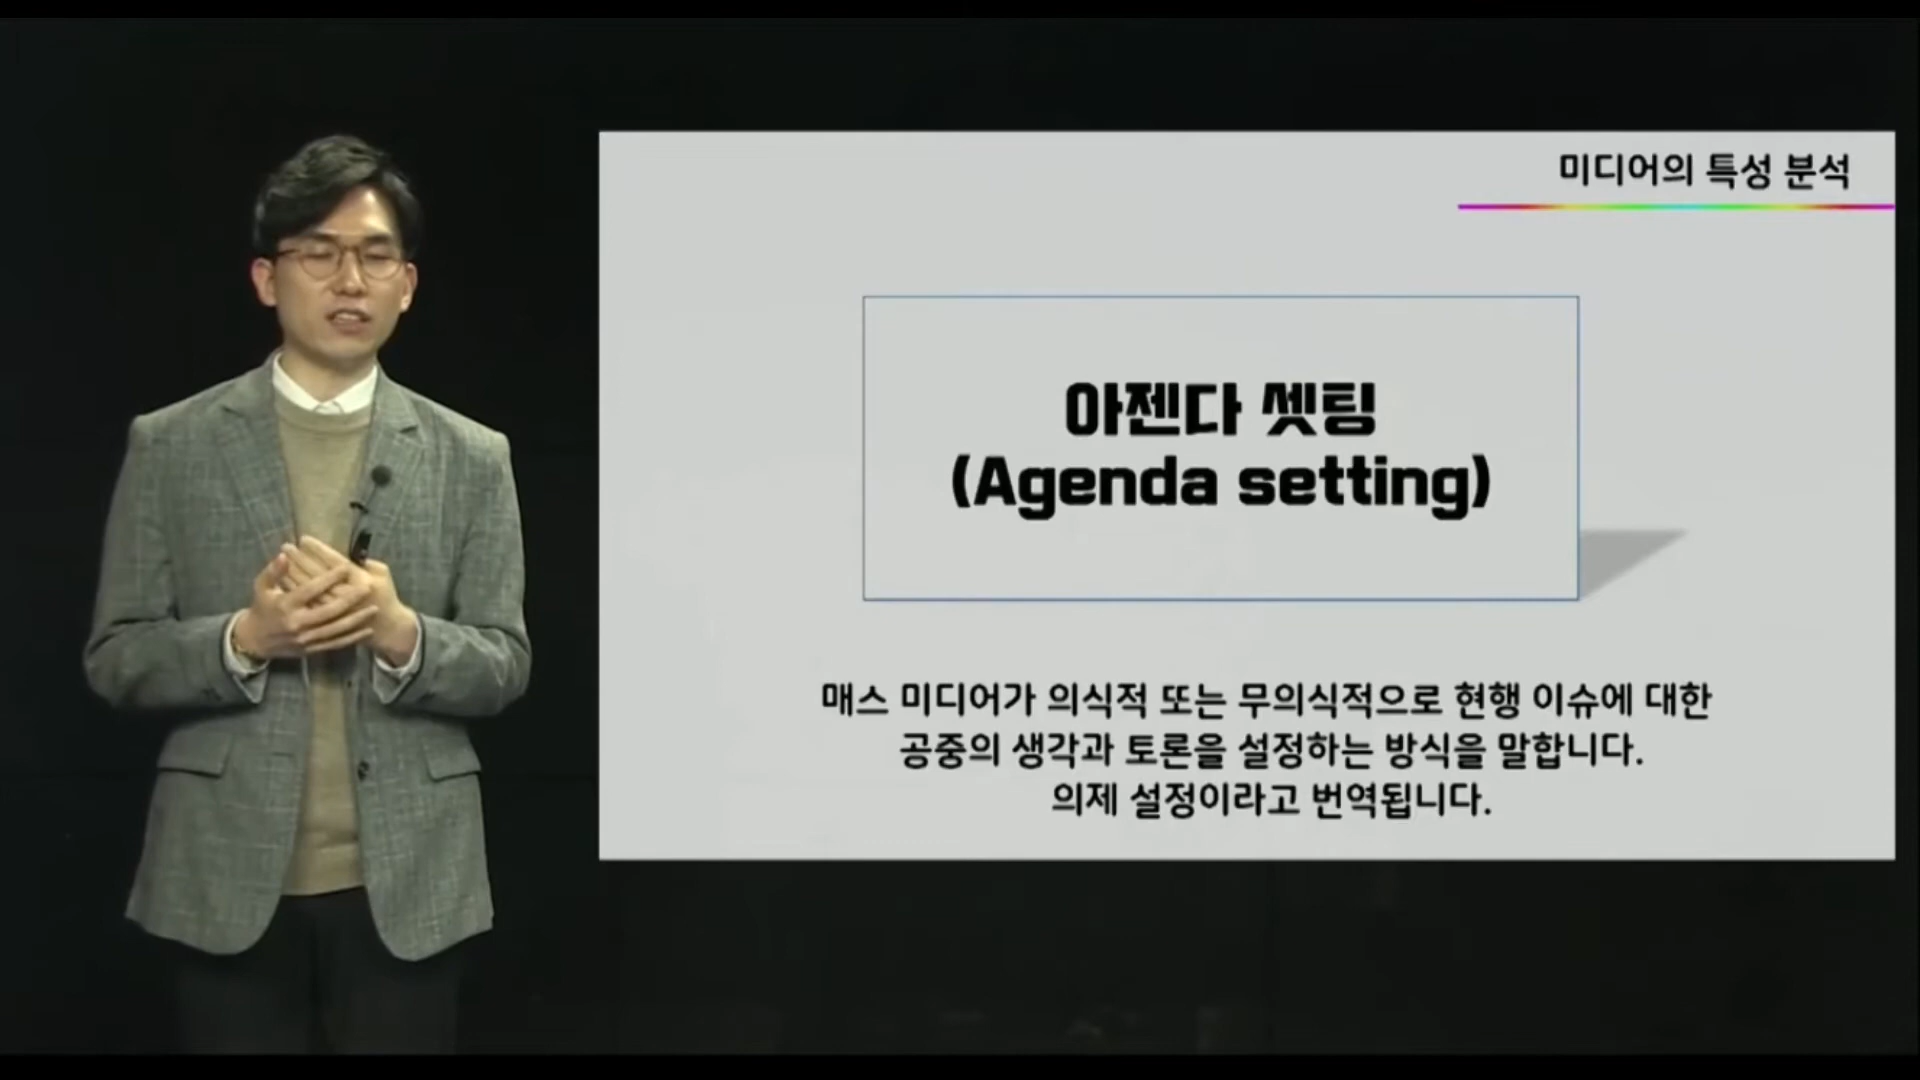 미디어의 특성 분석
아젠다 셋팅
(Agenda setting)
매스 미디어가 의식적 또는 무의식적으로 현행 이슈에 대한
공중의 생각과 토론을 설정하는 방식을 말합니다.
의제 설정이라고 번역됩니다.